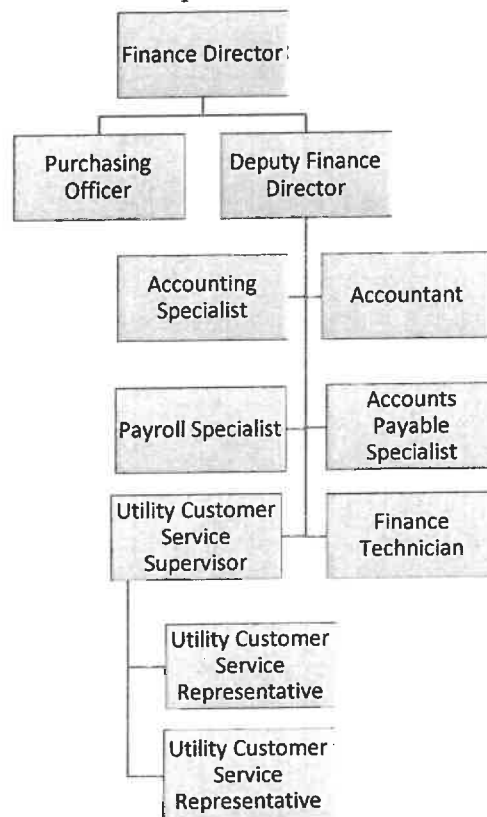 Finance Director
Purchasing
Officer
Deputy Finance
Director
Accounting
Specialist
Accountant
Payroll Specialist
Accounts
Payable
Specialist
Utility Customer
Service
Supervisor
Finance
Technician
Utility Customer
Service
Representative
Utility Customer
Service
Representative